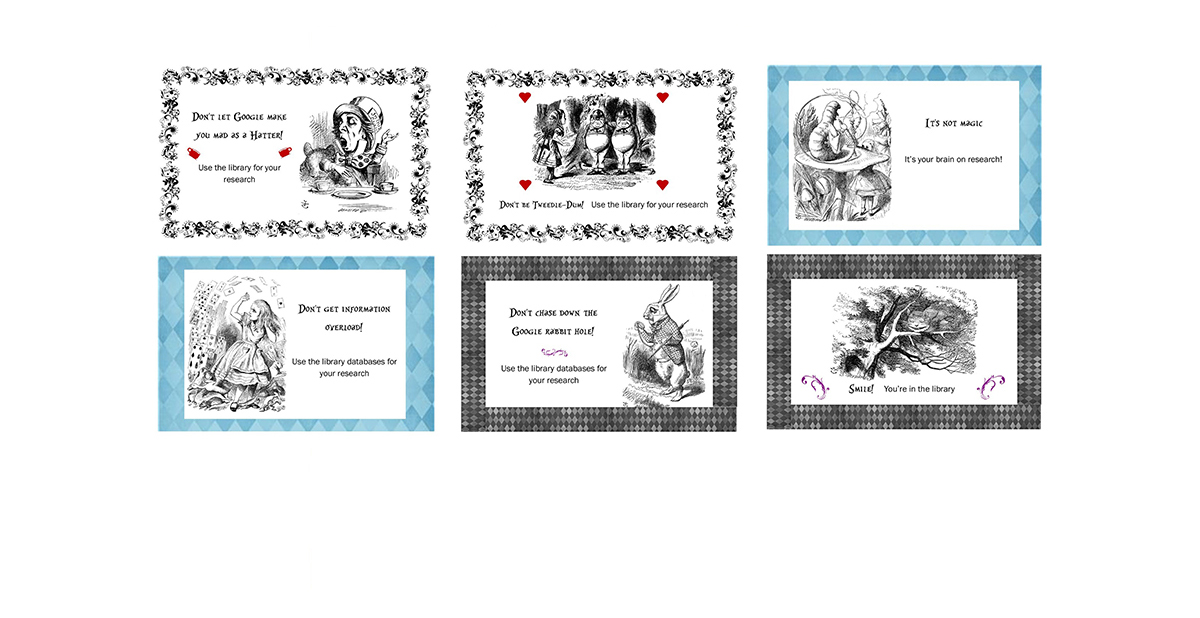 Don't let Google make
you mad as a Hatter!
Use the library for your
research
Don't be Tweedle-Dum! Use the library for your research
It's not magic
It's your brain on research!
Don't get information
overload!
Use the library databases for
your research
Don't chase down the
Google rabbit hole!
Use the library databases for
your research
Smile! You're in the library